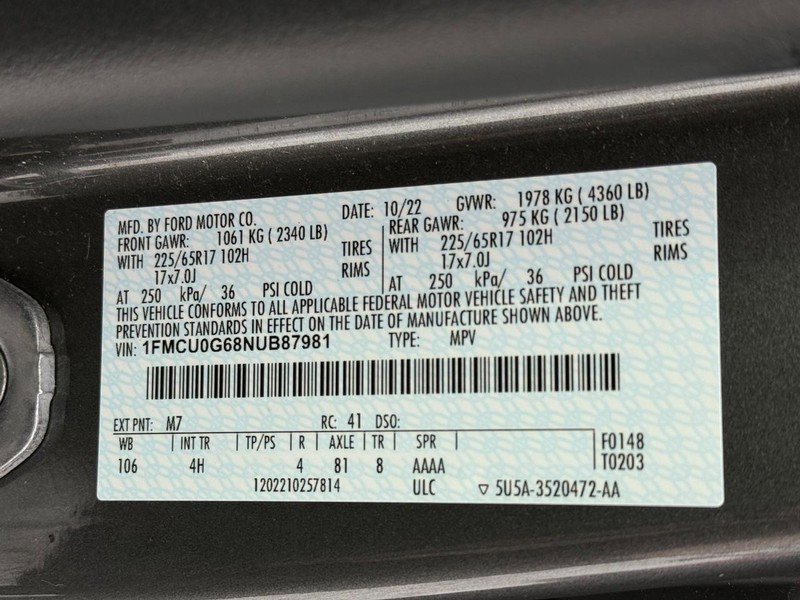 MFD. BY FORD MOTOR CO. DATE: 10/22 GVWR: 1978 KG ( 4360 LB)
FRONT GAWR: 1061 KG ( 2340 LB) REAR GAWR: 975 KG ( 2150 LB)
WITH 225/65R17 102H TIRES WITH 225/65R17 102H TIRES
17x7.0J RIMS 17x7.0J RIMS
AT 250 kPa/ 36 PSI COLD AT 250 kPa/ 36 PSI COLD
THIS VEHICLE CONFORMS TO ALL APPLICABLE FEDERAL MOTOR VEHICLE SAFETY AND THEFT
PREVENTION STANDARDS IN EFFECT ON THE DATE OF MANUFACTURE SHOWN ABOVE.
VIN: 1FMCU0G68NUB87981 TYPE: MPV
EXT PNT: M7 RC: 41 DSO:
WB INT TR TP/PS R AXLE TR SPR F0148
106 4H 4 81 8 AAAA T0203
1202210257814 ULC ▽ 5U5A-3520472-AA